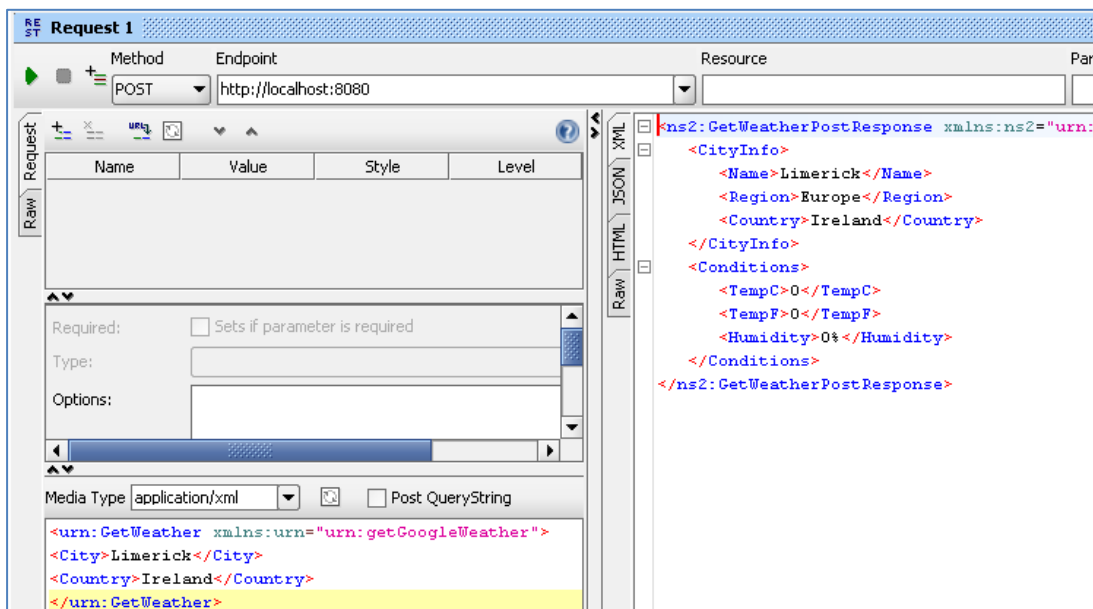 REST Request 1
Method Endpoint Resource Par
POST http://localhost:8080
Request
Raw
Name Value Style Level
Required: Sets if parameter is required
Type:
Options:
Media Type application/xml Post QueryString
<urn:GetWeather xmlns:urn="urn:getGoogleWeather">
<City>Limerick</City>
<Country>Ireland</Country>
</urn:GetWeather>
XML
JSON
HTML
Raw
<ns2:GetWeatherPostResponse xmlns:ns2="urn:
<CityInfo>
<Name>Limerick</Name>
<Region>Europe</Region>
<Country>Ireland</Country>
</CityInfo>
<Conditions>
<TempC>0</TempC>
<TempF>0</TempF>
<Humidity>0%</Humidity>
</Conditions>
</ns2:GetWeatherPostResponse>